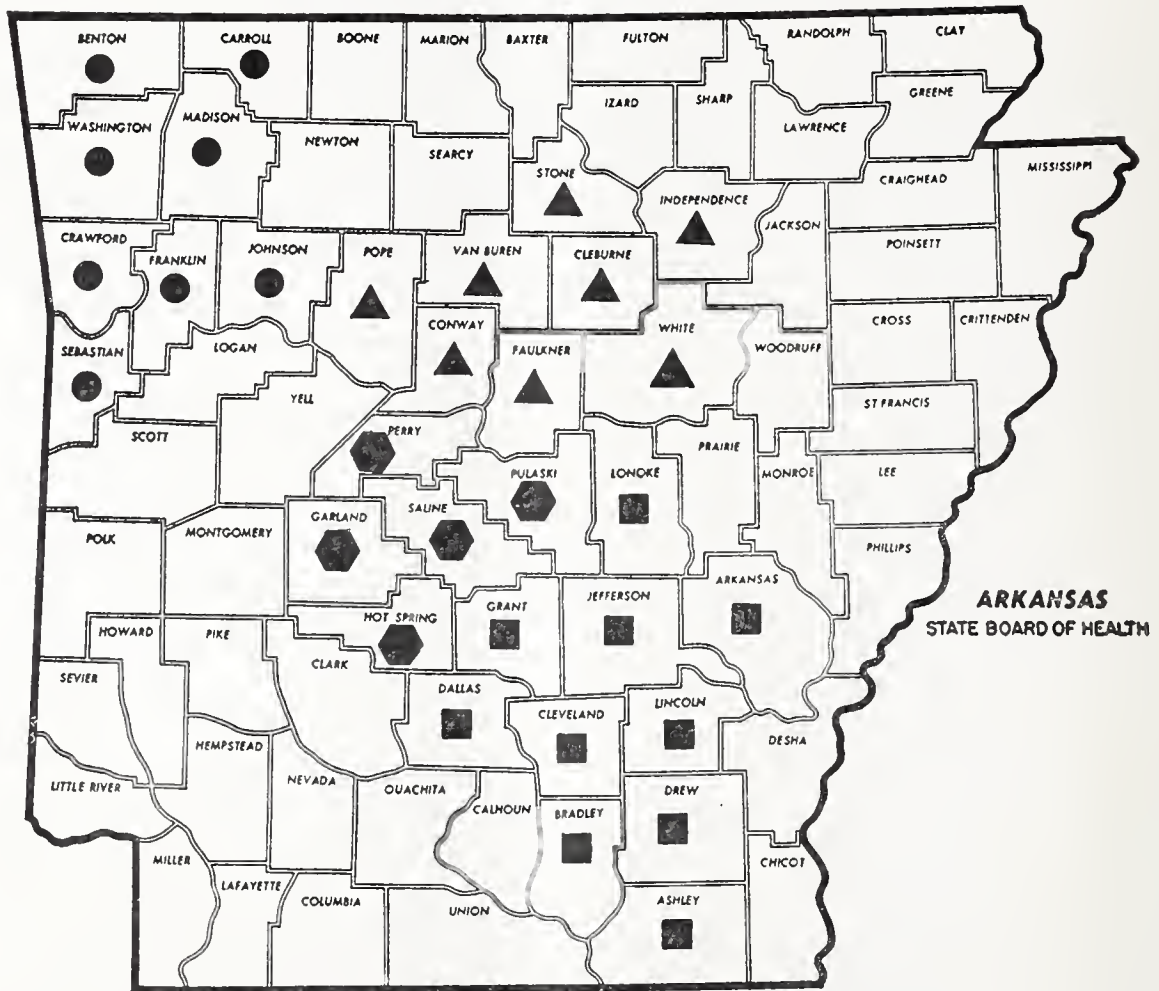 BENTON
CARROLL
BOONE
MARION
BAXTER
FULTON
RANDOLPH
CLAY
WASHINGTON
MADISON
NEWTON
SEARCY
STONE
IZARD
SHARP
LAWRENCE
GREENE
INDEPENDENCE
JACKSON
CRAIGHEAD
MISSISSIPPI
CRAWFORD
FRANKLIN
JOHNSON
POPE
VAN BUREN
CLEBURNE
POINSETT
SEBASTIAN
LOGAN
CONWAY
FAULKNER
WHITE
WOODRUFF
CROSS
CRITTENDEN
SCOTT
YELL
PERRY
PULASKI
LONOKE
PRAIRIE
MONROE
ST FRANCIS
LEE
POLK
MONTGOMERY
GARLAND
SALINE
PHILLIPS
HOWARD
PIKE
CLARK
HOT SPRING
GRANT
JEFFERSON
ARKANSAS
ARKANSAS
STATE BOARD OF HEALTH
SEVIER
HEMPSTEAD
NEVADA
DALLAS
CLEVELAND
LINCOLN
DESHA
LITTLE RIVER
OUACHITA
CALHOUN
BRADLEY
DREW
CHICOT
MILLER
LAFAYETTE
COLUMBIA
UNION
ASHLEY